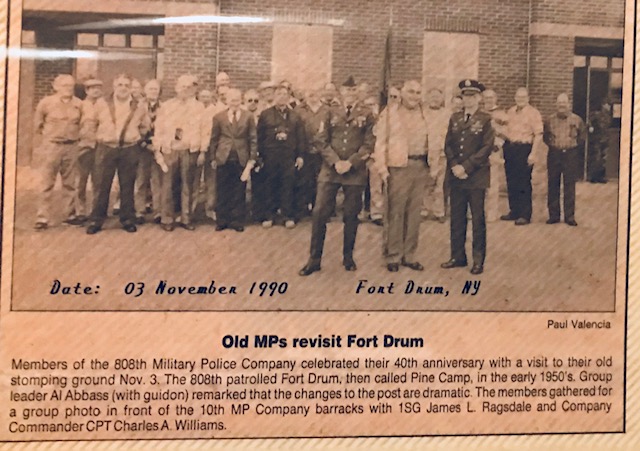 Date: 03 November 1990 Fort Drum, NY
Paul Valencia
Old MPs revisit Fort Drum
Members of the 808th Military Police Company celebrated their 40th anniversary with a visit to their old
stomping ground Nov. 3. The 808th patrolled Fort Drum, then called Pine Camp, in the early 1950's. Group
leader Al Abbass (with guidon) remarked that the changes to the post are dramatic. The members gathered for
a group photo in front of the 10th MP Company barracks with 1SG James L. Ragsdale and Company
Commander CPT Charles A. Williams.